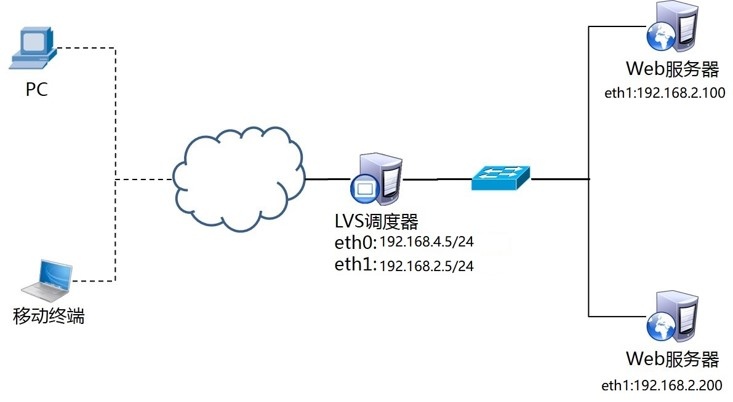 PC
移动终端
LVS调度器
eth0:192.168.4.5/24
eth1:192.168.2.5/24
Web服务器
eth1:192.168.2.100
Web服务器
eth1:192.168.2.200